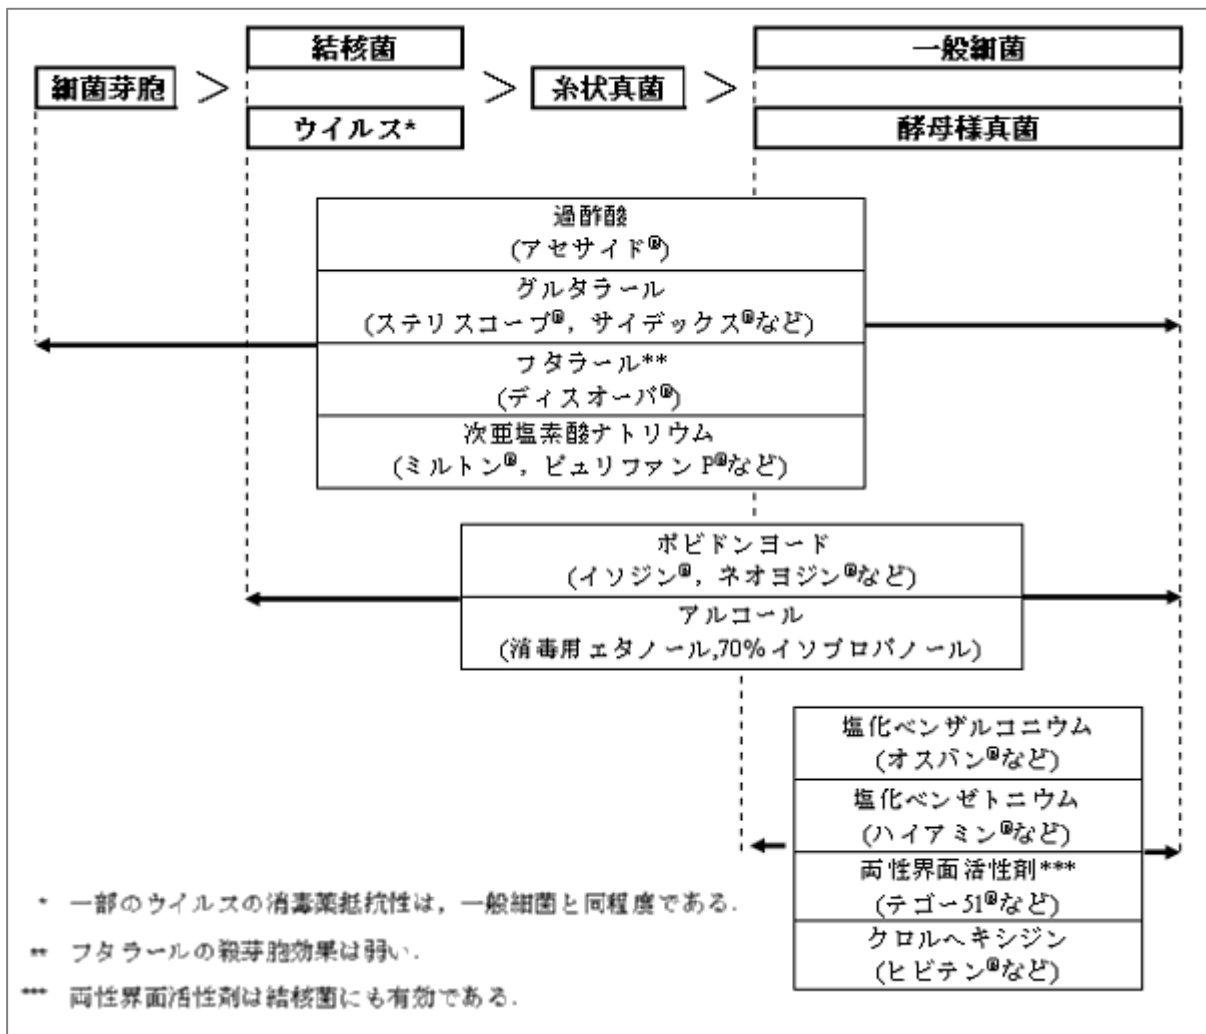 結核菌
一般細菌
細菌芽胞 > > 糸状真菌 >
ウイルス*
酵母様真菌
過酢酸
(アセサイド®)
グルタラール
(ステリスコープ®，サイデックス®など)
フタラール**
(ディスオーパ®)
次亜塩素酸ナトリウム
(ミルトン®，ピュリファンP®など)
ポビドンヨード
(イソジン®，ネオヨジン®など)
アルコール
(消毒用エタノール,70%イソプロパノール)
塩化ベンザルコニウム
(オスバン®など)
塩化ベンゼトニウム
(ハイアミン®など)
両性界面活性剤***
(テゴー51®など)
クロルヘキシジン
(ヒビテン®など)
* 一部のウイルスの消毒薬抵抗性は，一般細菌と同程度である．
** フタラールの殺芽胞効果は弱い．
*** 両性界面活性剤は結核菌にも有効である．